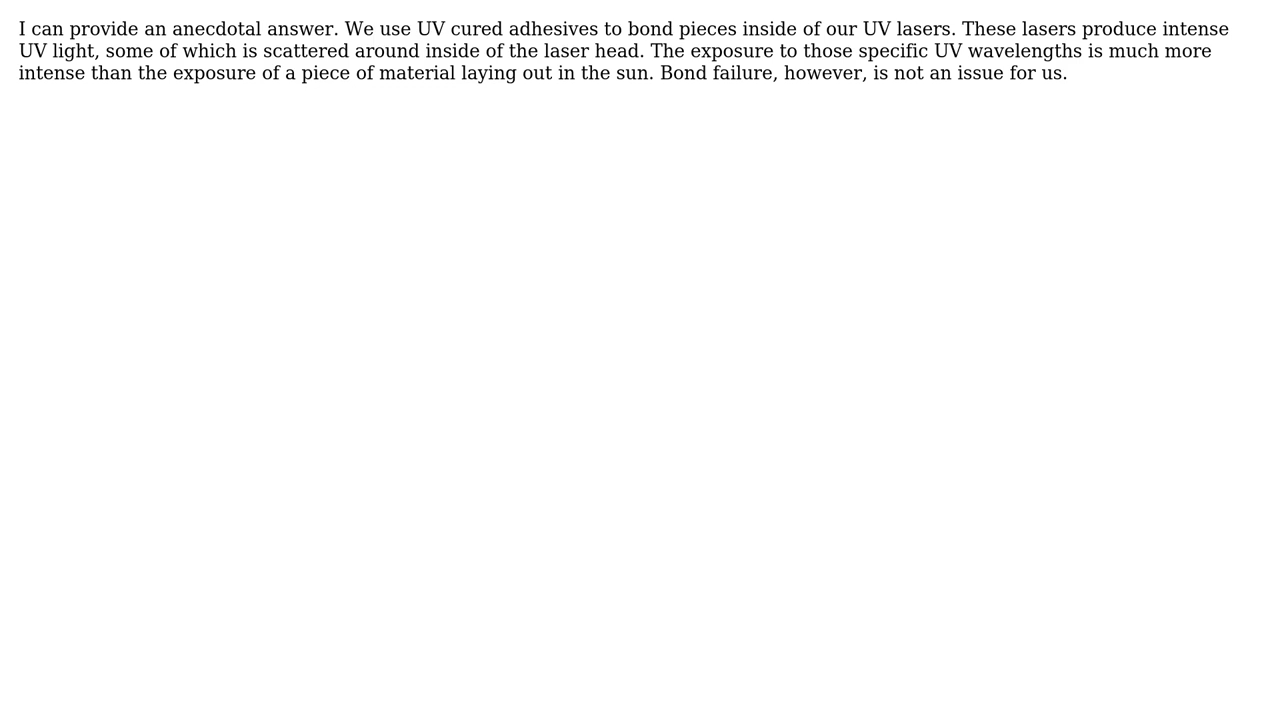 I can provide an anecdotal answer. We use UV cured adhesives to bond pieces inside of our UV lasers. These lasers produce intense
UV light, some of which is scattered around inside of the laser head. The exposure to those specific UV wavelengths is much more
intense than the exposure of a piece of material laying out in the sun. Bond failure, however, is not an issue for us.